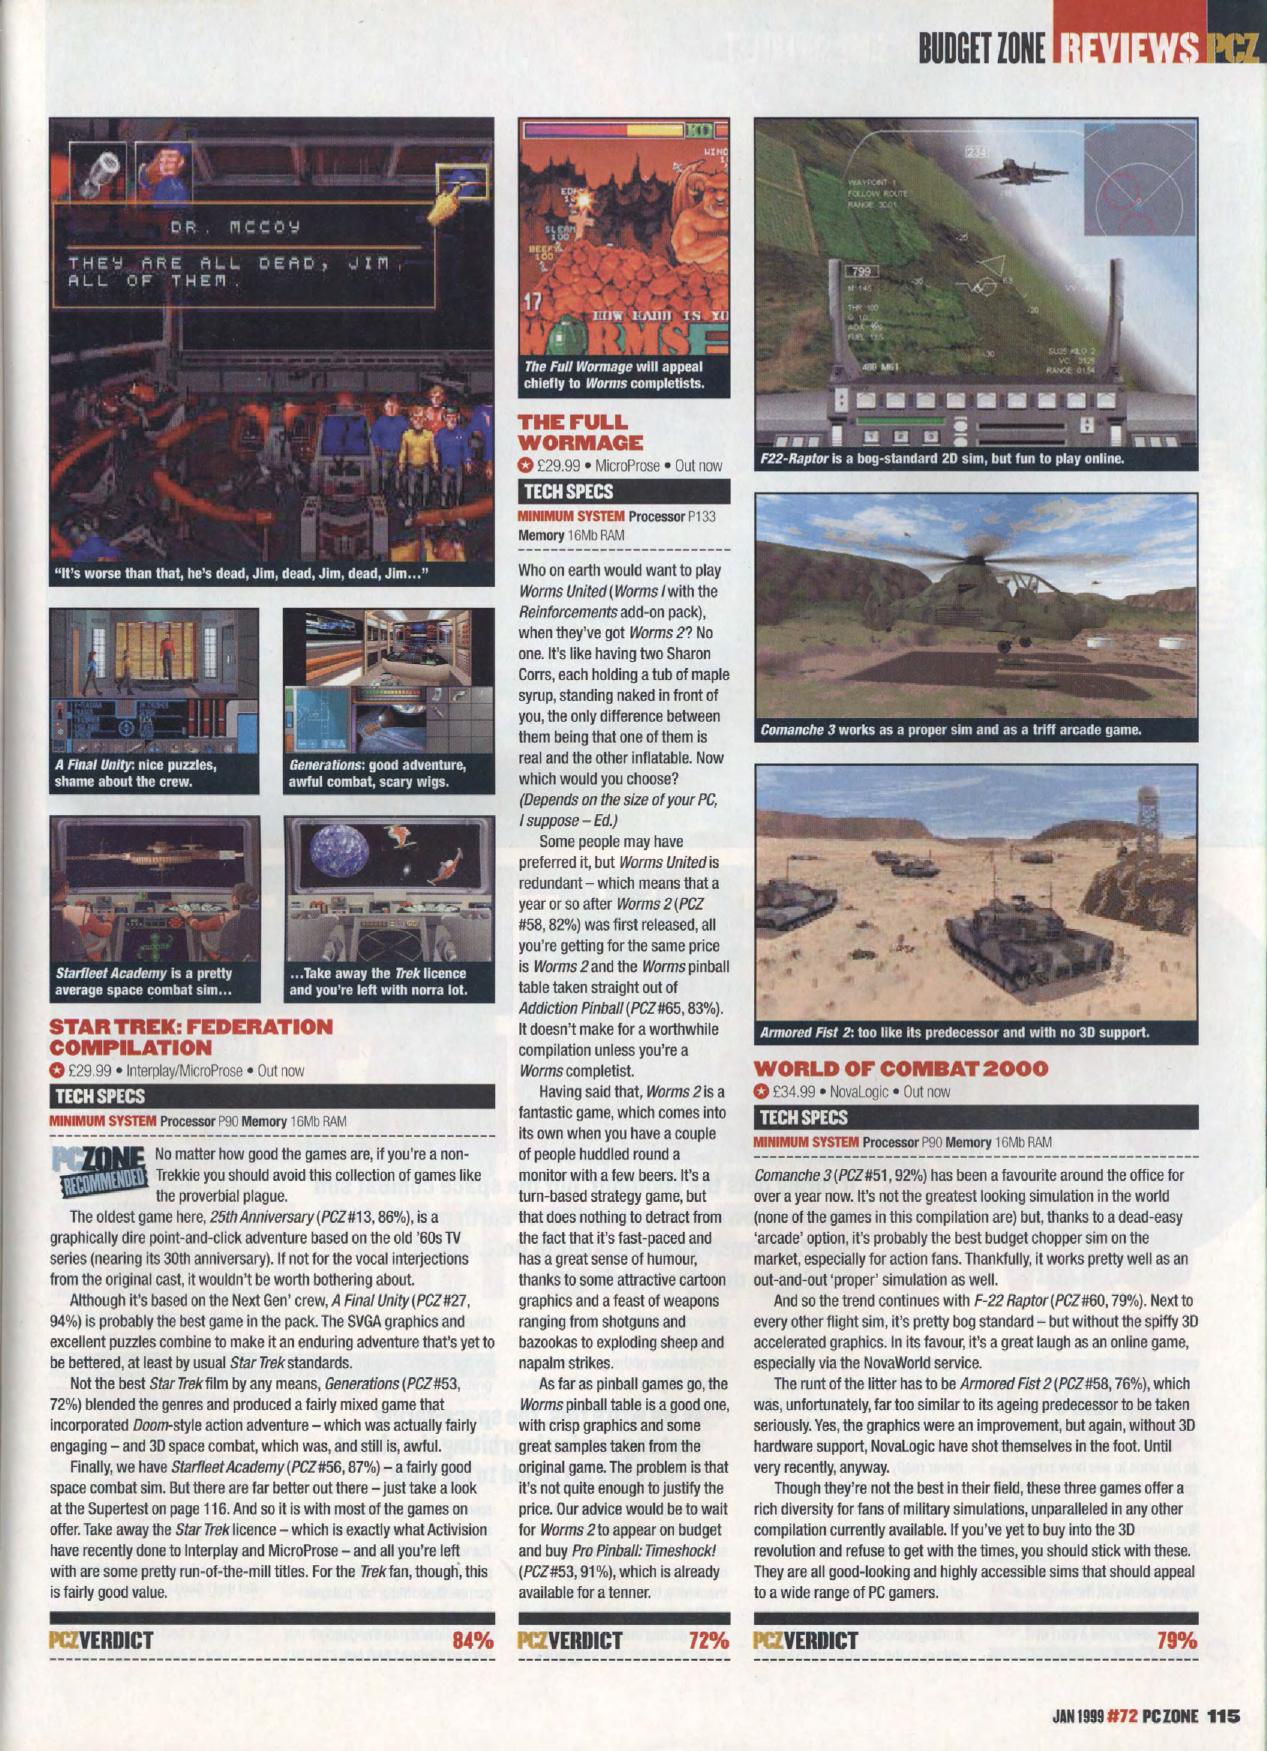 BUDGET ZONE REVIEWS PCZ
DR. MCCOY
THEY ARE ALL DEAD, JIM.
ALL OF THEM.
"It's worse than that, he's dead, Jim, dead, Jim, dead, Jim..."
A Final Unity: nice puzzles,
shame about the crew.
Generations: good adventure,
awful combat, scary wigs.
Starfleet Academy is a pretty
average space combat sim...
...Take away the Trek licence
and you're left with norra lot.
STAR TREK: FEDERATION
COMPILATION
£29.99 • Interplay/MicroProse • Out now
TECH SPECS
MINIMUM SYSTEM Processor P90 Memory 16Mb RAM
PCZONE
RECOMMENDED
No matter how good the games are, if you're a non-
Trekkie you should avoid this collection of games like
the proverbial plague.
The oldest game here, 25th Anniversary (PCZ #13, 86%), is a
graphically dire point-and-click adventure based on the old '60s TV
series (nearing its 30th anniversary). If not for the vocal interjections
from the original cast, it wouldn't be worth bothering about.
Although it's based on the Next Gen' crew, A Final Unity (PCZ #27,
94%) is probably the best game in the pack. The SVGA graphics and
excellent puzzles combine to make it an enduring adventure that's yet to
be bettered, at least by usual Star Trek standards.
Not the best Star Trek film by any means, Generations (PCZ #53,
72%) blended the genres and produced a fairly mixed game that
incorporated Doom-style action adventure – which was actually fairly
engaging – and 3D space combat, which was, and still is, awful.
Finally, we have Starfleet Academy (PCZ #56, 87%) – a fairly good
space combat sim. But there are far better out there – just take a look
at the Supertest on page 116. And so it is with most of the games on
offer. Take away the Star Trek licence – which is exactly what Activision
have recently done to Interplay and MicroProse – and all you're left
with are some pretty run-of-the-mill titles. For the Trek fan, though, this
is fairly good value.
PCZVERDICT 84%
WIND
SLEAM
100
BEEFY
100
17
HOW HARD IS YO
WORMS
The Full Wormage will appeal
chiefly to Worms completists.
THE FULL
WORMAGE
£29.99 • MicroProse • Out now
TECH SPECS
MINIMUM SYSTEM Processor P133
Memory 16Mb RAM
Who on earth would want to play
Worms United (Worms I with the
Reinforcements add-on pack),
when they've got Worms 2? No
one. It's like having two Sharon
Corrs, each holding a tub of maple
syrup, standing naked in front of
you, the only difference between
them being that one of them is
real and the other inflatable. Now
which would you choose?
(Depends on the size of your PC,
I suppose – Ed.)
Some people may have
preferred it, but Worms United is
redundant – which means that a
year or so after Worms 2 (PCZ
#58, 82%) was first released, all
you're getting for the same price
is Worms 2 and the Worms pinball
table taken straight out of
Addiction Pinball (PCZ #65, 83%).
It doesn't make for a worthwhile
compilation unless you're a
Worms completist.
Having said that, Worms 2 is a
fantastic game, which comes into
its own when you have a couple
of people huddled round a
monitor with a few beers. It's a
turn-based strategy game, but
that does nothing to detract from
the fact that it's fast-paced and
has a great sense of humour,
thanks to some attractive cartoon
graphics and a feast of weapons
ranging from shotguns and
bazookas to exploding sheep and
napalm strikes.
As far as pinball games go, the
Worms pinball table is a good one,
with crisp graphics and some
great samples taken from the
original game. The problem is that
it's not quite enough to justify the
price. Our advice would be to wait
for Worms 2 to appear on budget
and buy Pro Pinball: Timeshock!
(PCZ #53, 91%), which is already
available for a tenner.
PCZVERDICT 72%
234
WAYPOINT 1
FOLLOW ROUTE
799
F22-Raptor is a bog-standard 2D sim, but fun to play online.
Comanche 3 works as a proper sim and as a triff arcade game.
Armored Fist 2: too like its predecessor and with no 3D support.
WORLD OF COMBAT 2000
£34.99 • NovaLogic • Out now
TECH SPECS
MINIMUM SYSTEM Processor P90 Memory 16Mb RAM
Comanche 3 (PCZ #51, 92%) has been a favourite around the office for
over a year now. It's not the greatest looking simulation in the world
(none of the games in this compilation are) but, thanks to a dead-easy
'arcade' option, it's probably the best budget chopper sim on the
market, especially for action fans. Thankfully, it works pretty well as an
out-and-out 'proper' simulation as well.
And so the trend continues with F-22 Raptor (PCZ #60, 79%). Next to
every other flight sim, it's pretty bog standard – but without the spiffy 3D
accelerated graphics. In its favour, it's a great laugh as an online game,
especially via the NovaWorld service.
The runt of the litter has to be Armored Fist 2 (PCZ #58, 76%), which
was, unfortunately, far too similar to its ageing predecessor to be taken
seriously. Yes, the graphics were an improvement, but again, without 3D
hardware support, NovaLogic have shot themselves in the foot. Until
very recently, anyway.
Though they're not the best in their field, these three games offer a
rich diversity for fans of military simulations, unparalleled in any other
compilation currently available. If you've yet to buy into the 3D
revolution and refuse to get with the times, you should stick with these.
They are all good-looking and highly accessible sims that should appeal
to a wide range of PC gamers.
PCZVERDICT 79%
JAN 1999 #72 PC ZONE 115